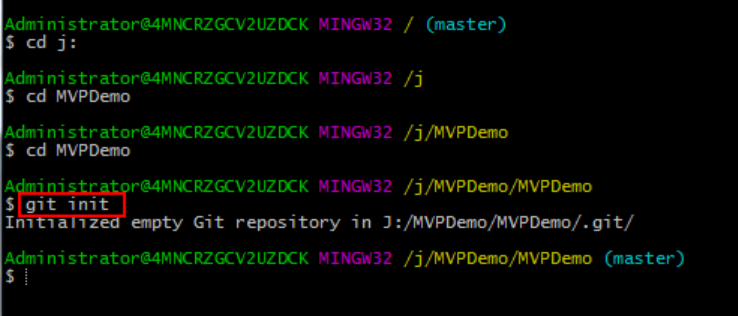 Administrator@4MNCRZGCV2UZDCK MINGW32 / (master)
$ cd j:
Administrator@4MNCRZGCV2UZDCK MINGW32 /j
$ cd MVPDemo
Administrator@4MNCRZGCV2UZDCK MINGW32 /j/MVPDemo
$ cd MVPDemo
Administrator@4MNCRZGCV2UZDCK MINGW32 /j/MVPDemo/MVPDemo
$ git init
Initialized empty Git repository in J:/MVPDemo/MVPDemo/.git/
Administrator@4MNCRZGCV2UZDCK MINGW32 /j/MVPDemo/MVPDemo (master)
$